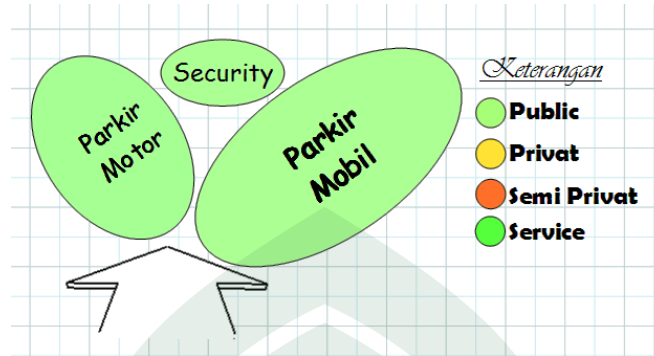 Security
Parkir
Motor
Parkir
Mobil
Keterangan
Public
Privat
Semi Privat
Service